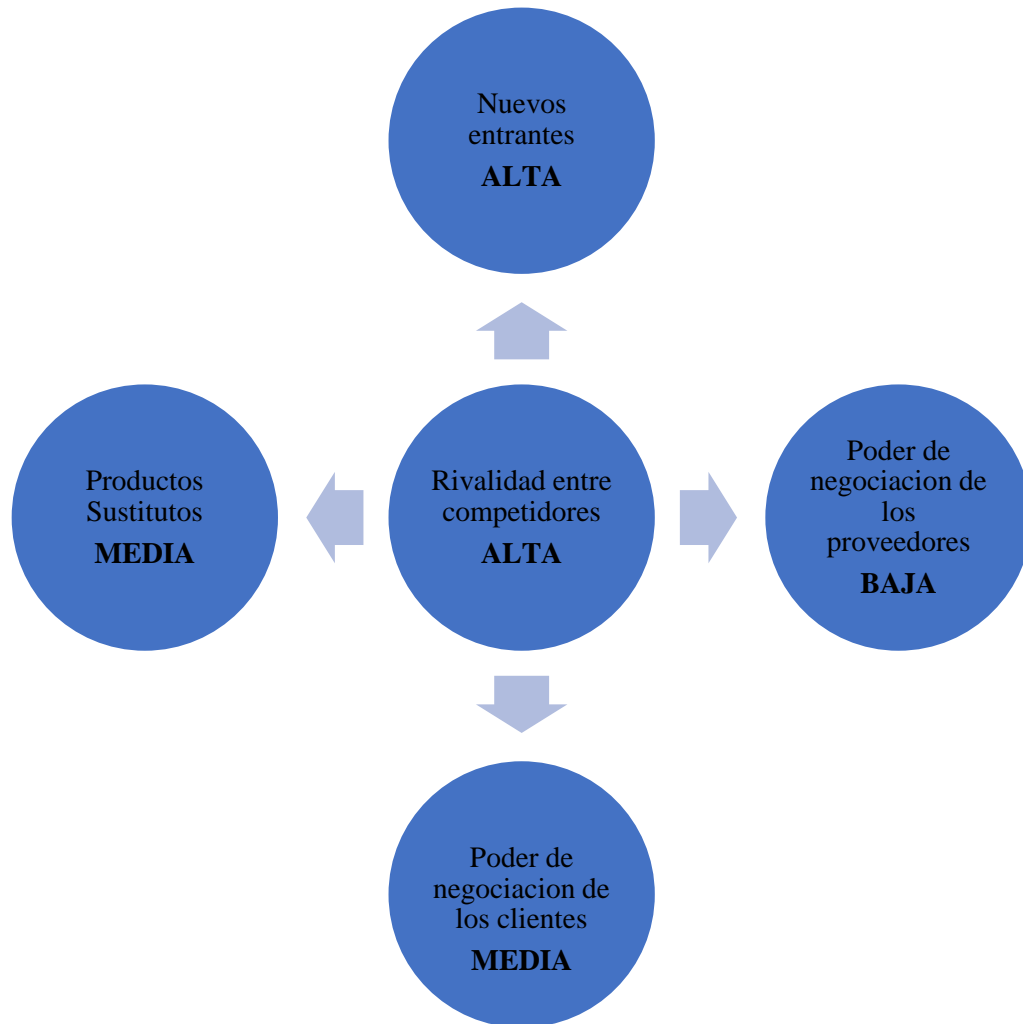 Nuevos
entrantes
ALTA
Productos
Sustitutos
MEDIA
Rivalidad entre
competidores
ALTA
Poder de
negociacion de
los
proveedores
BAJA
Poder de
negociacion de
los clientes
MEDIA